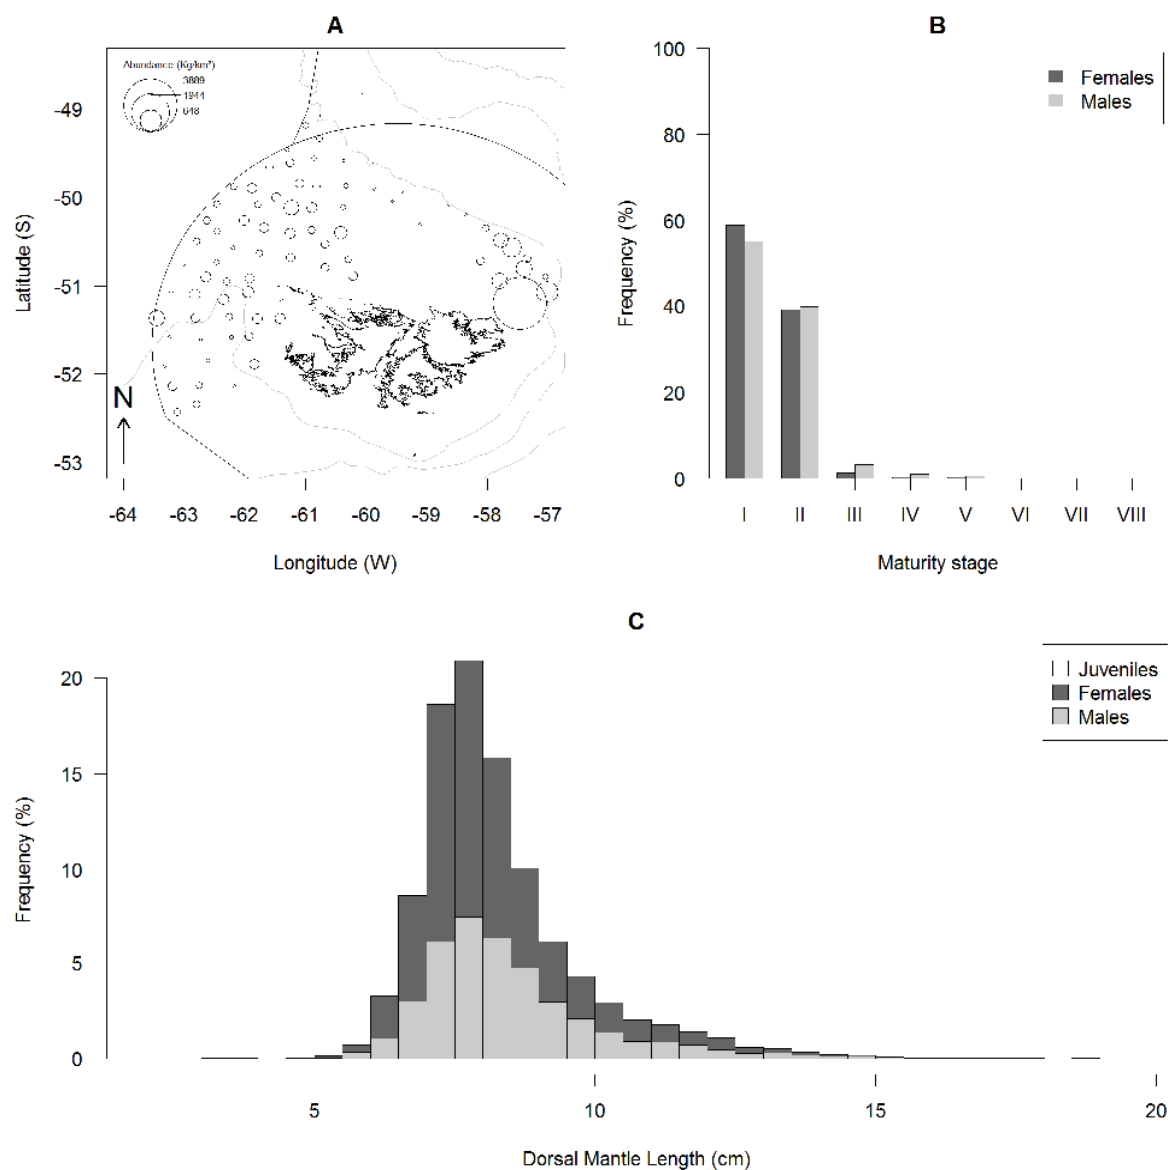 A
Abundance (Kg/km²)
3889
1944
648
-49
-50
-51
-52
-53
Latitude (S)
N
-64 -63 -62 -61 -60 -59 -58 -57
Longitude (W)
B
100
80
60
40
20
0
Frequency (%)
Females
Males
I II III IV V VI VII VIII
Maturity stage
C
20
15
10
5
0
Frequency (%)
Juveniles
Females
Males
5 10 15 20
Dorsal Mantle Length (cm)